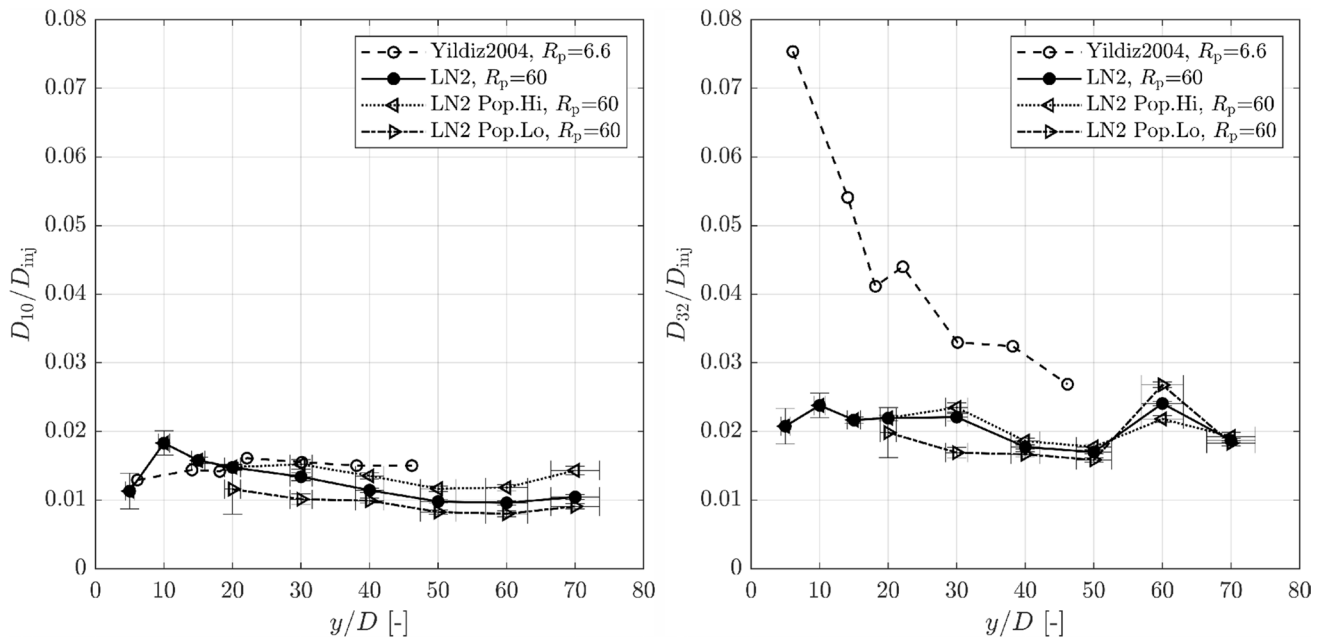 0.08
0.07
0.06
0.05
0.04
0.03
0.02
0.01
0
D10/Dinj
0 10 20 30 40 50 60 70 80
y/D [-]
Yildiz2004, Rp=6.6
LN2, Rp=60
LN2 Pop.Hi, Rp=60
LN2 Pop.Lo, Rp=60
0.08
0.07
0.06
0.05
0.04
0.03
0.02
0.01
0
D32/Dinj
0 10 20 30 40 50 60 70 80
y/D [-]
Yildiz2004, Rp=6.6
LN2, Rp=60
LN2 Pop.Hi, Rp=60
LN2 Pop.Lo, Rp=60